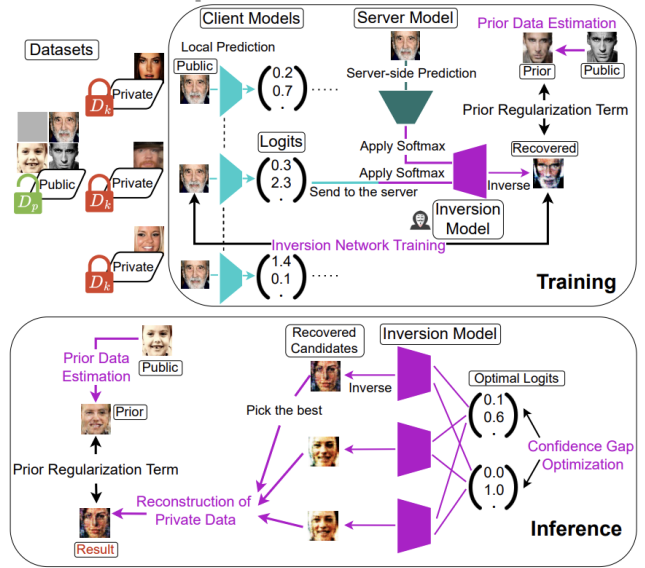 Client Models
Server Model
Prior Data Estimation
Datasets
Local Prediction
Public
Prior
Public
Server-side Prediction
D_k
Private
0.2
0.7
.
......
Prior Regularization Term
Logits
Apply Softmax
Recovered
D_p
Public
D_k
Private
0.3
2.3
.
Apply Softmax
Send to the server
Inverse
Inversion
Model
Inversion Network Training
D_k
Private
1.4
0.1
.
......
Training
Prior Data
Estimation
Public
Recovered
Candidates
Inversion Model
Optimal Logits
Prior
Inverse
Pick the best
0.1
0.6
.
Prior Regularization Term
Confidence Gap
Optimization
0.0
1.0
.
Reconstruction of
Private Data
Result
Inference